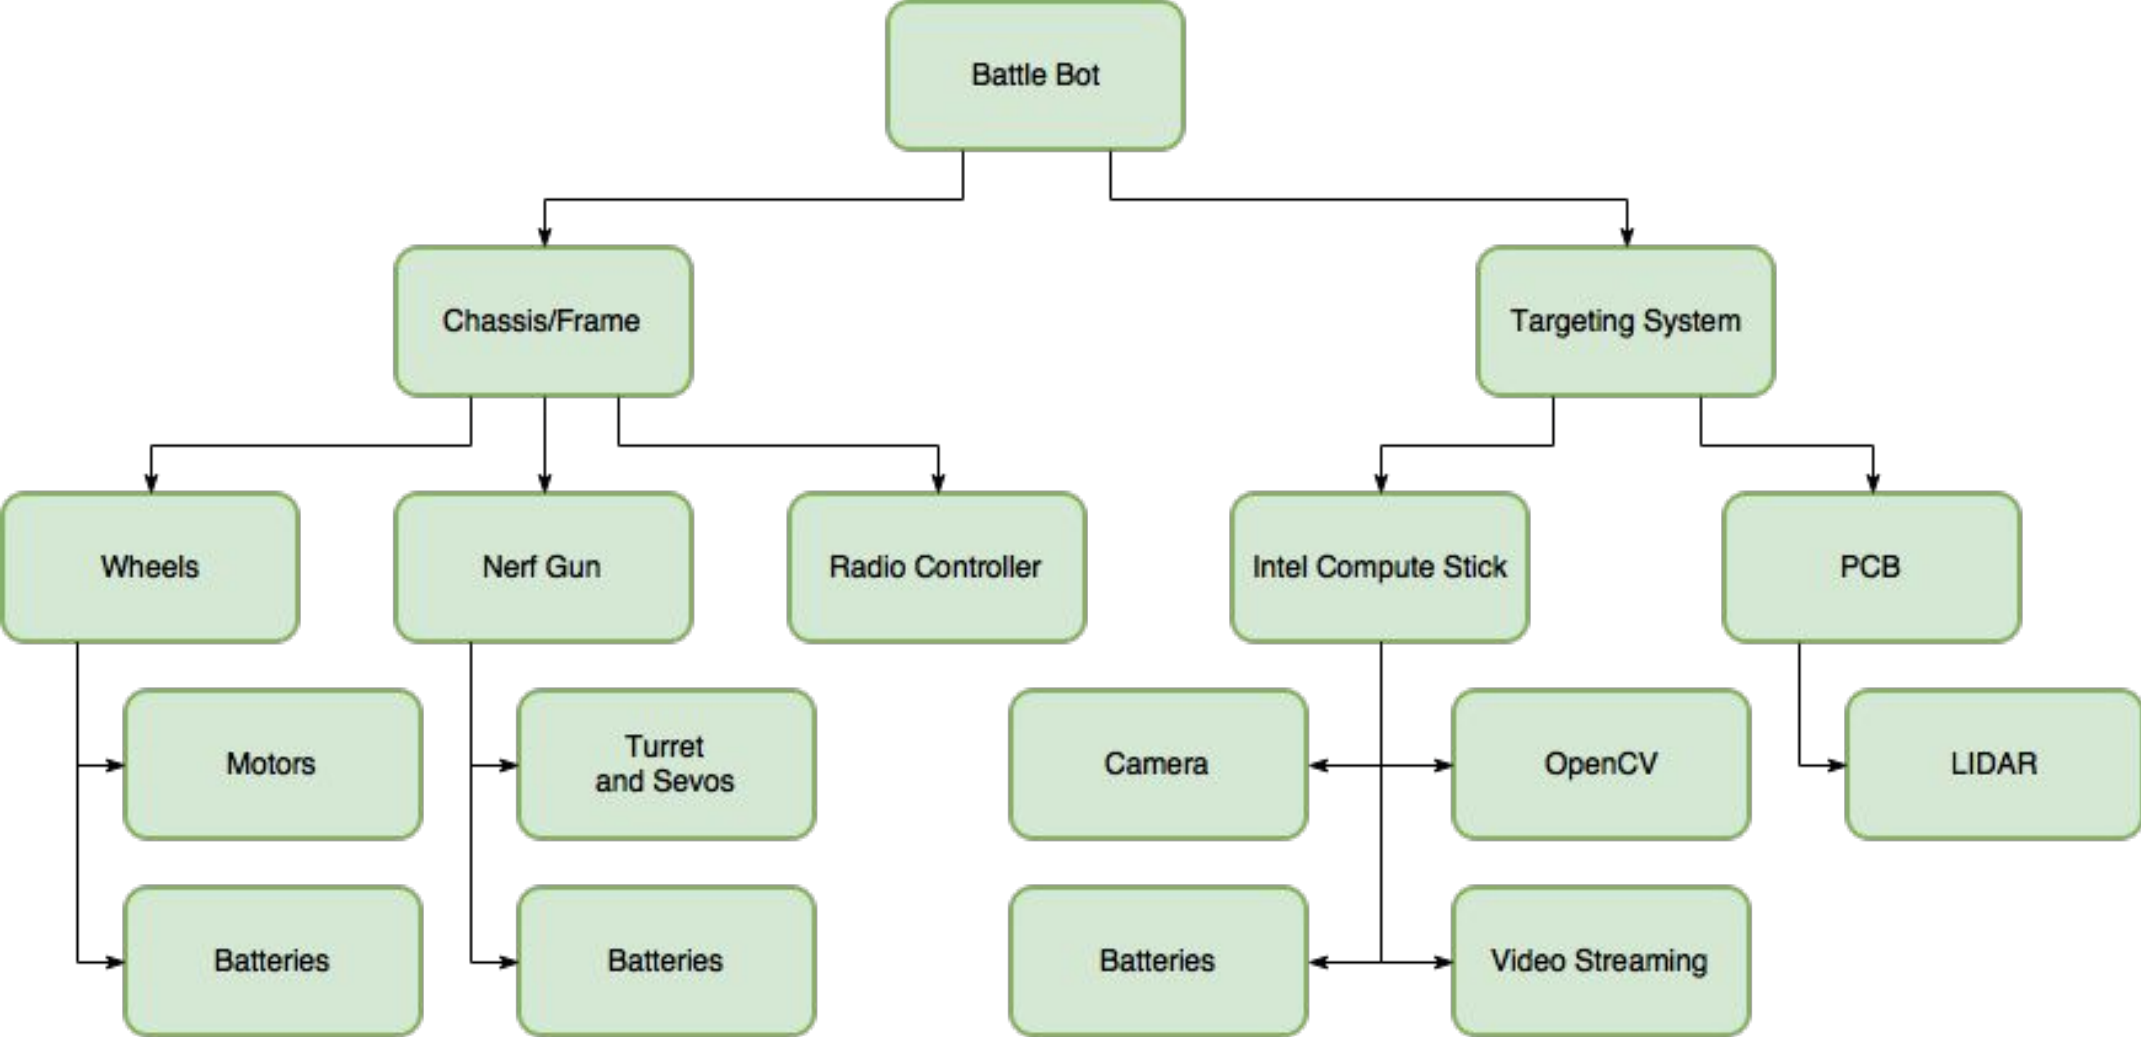 Battle Bot
Chassis/Frame
Targeting System
Wheels
Nerf Gun
Radio Controller
Intel Compute Stick
PCB
Motors
Turret
and Sevos
Camera
OpenCV
LIDAR
Batteries
Batteries
Batteries
Video Streaming